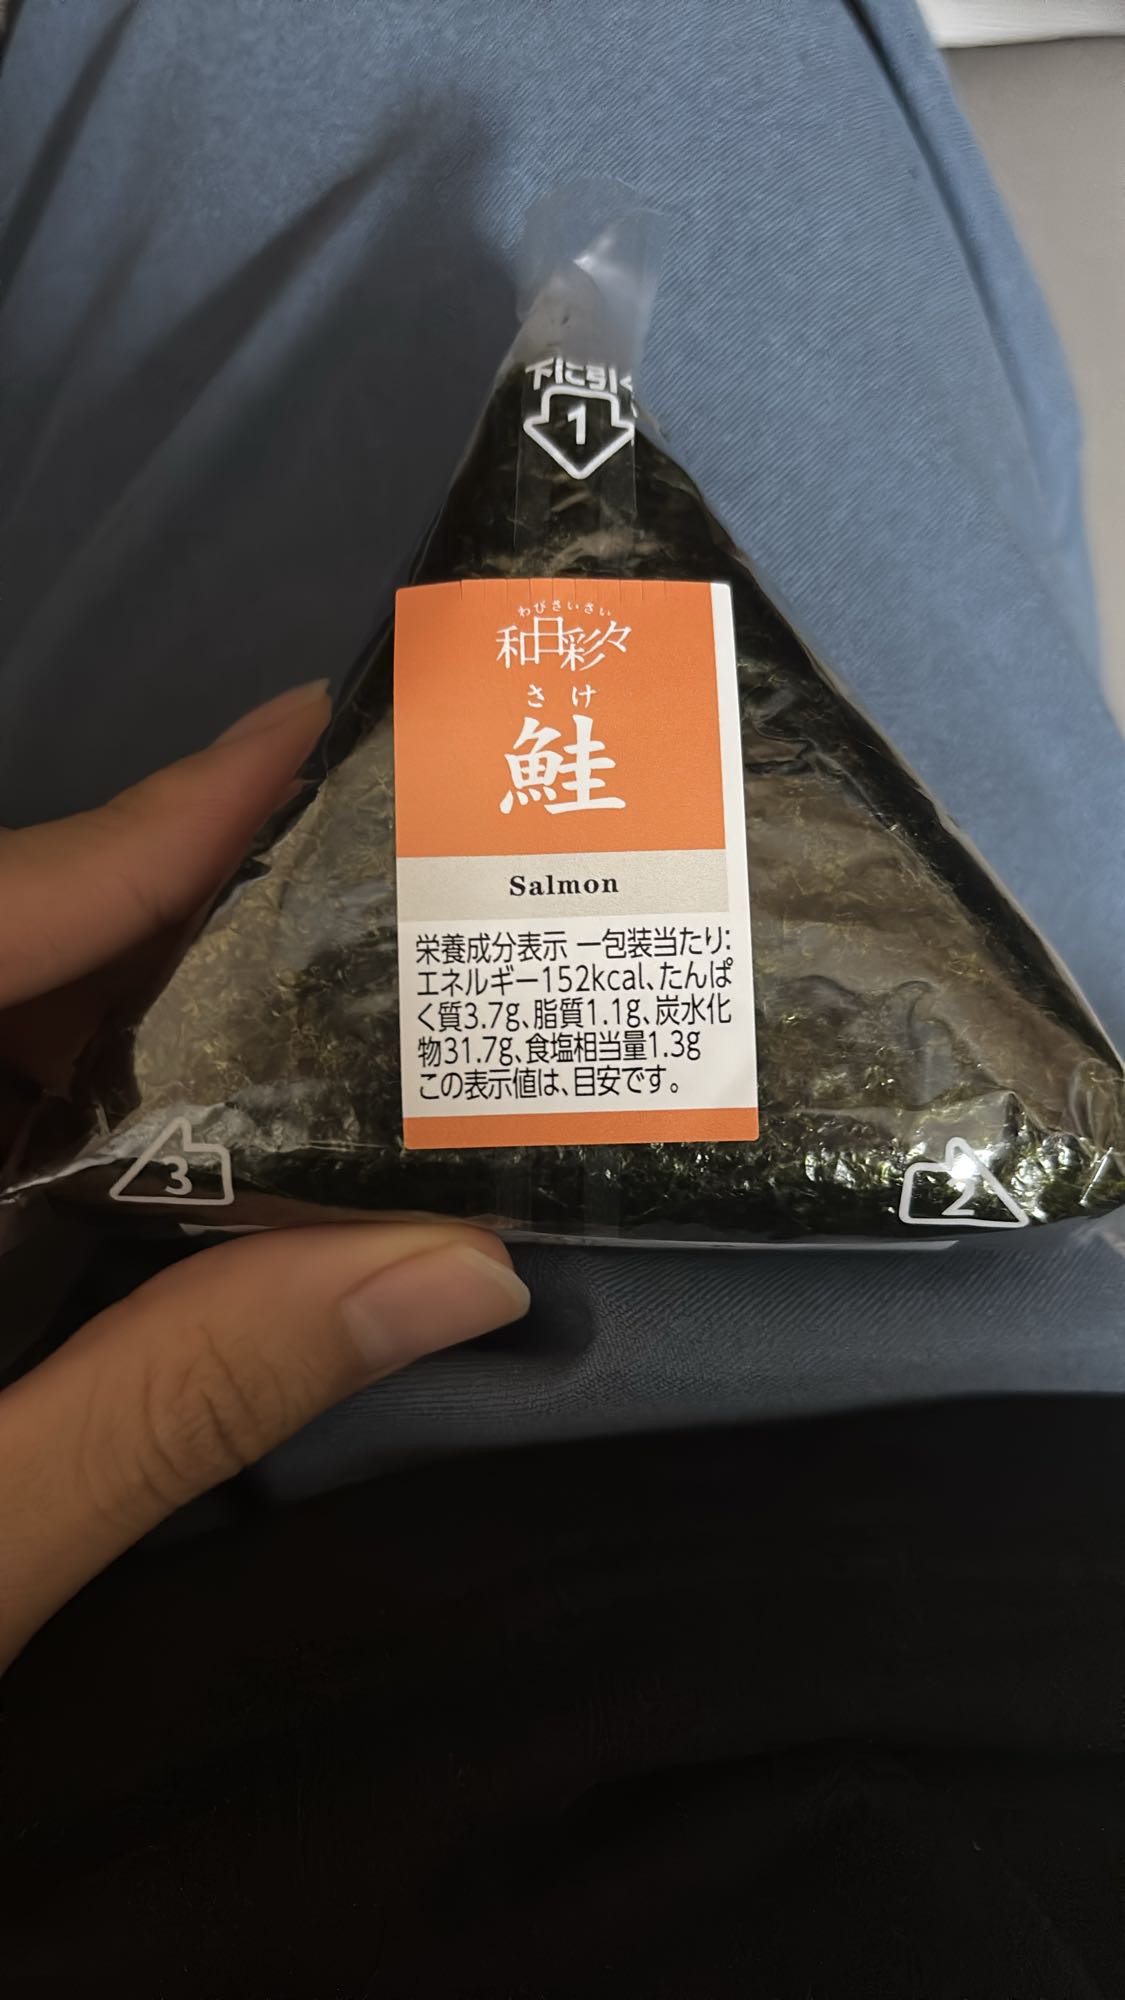 下に引く
1
わびさいさい
和日彩々
さけ
鮭
Salmon
栄養成分表示 一包装当たり:
エネルギー152kcal、たんぱ
く質3.7g、脂質1.1g、炭水化
物31.7g、食塩相当量1.3g
この表示値は、目安です。
3
2